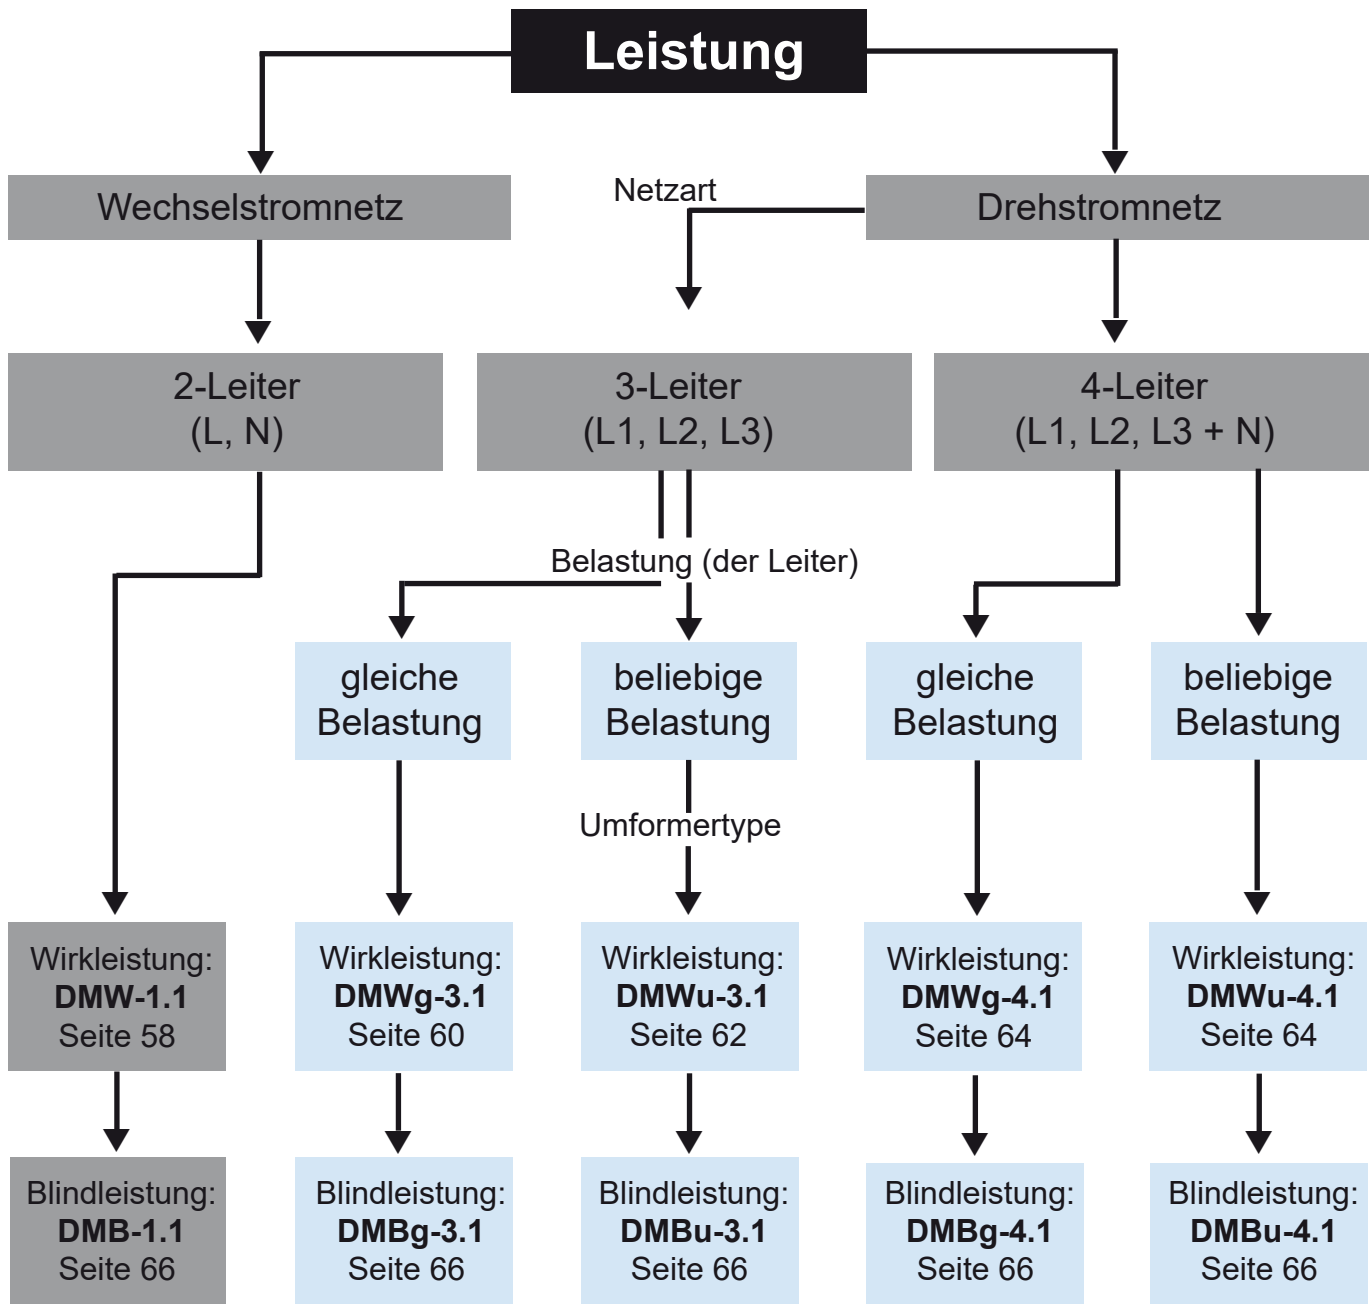 Leistung
Wechselstromnetz
Netzart
Drehstromnetz
2-Leiter
(L, N)
3-Leiter
(L1, L2, L3)
4-Leiter
(L1, L2, L3 + N)
Belastung (der Leiter)
gleiche
Belastung
beliebige
Belastung
gleiche
Belastung
beliebige
Belastung
Umformertype
Wirkleistung:
DMW-1.1
Seite 58
Wirkleistung:
DMWg-3.1
Seite 60
Wirkleistung:
DMWu-3.1
Seite 62
Wirkleistung:
DMWg-4.1
Seite 64
Wirkleistung:
DMWu-4.1
Seite 64
Blindleistung:
DMB-1.1
Seite 66
Blindleistung:
DMBg-3.1
Seite 66
Blindleistung:
DMBu-3.1
Seite 66
Blindleistung:
DMBg-4.1
Seite 66
Blindleistung:
DMBu-4.1
Seite 66